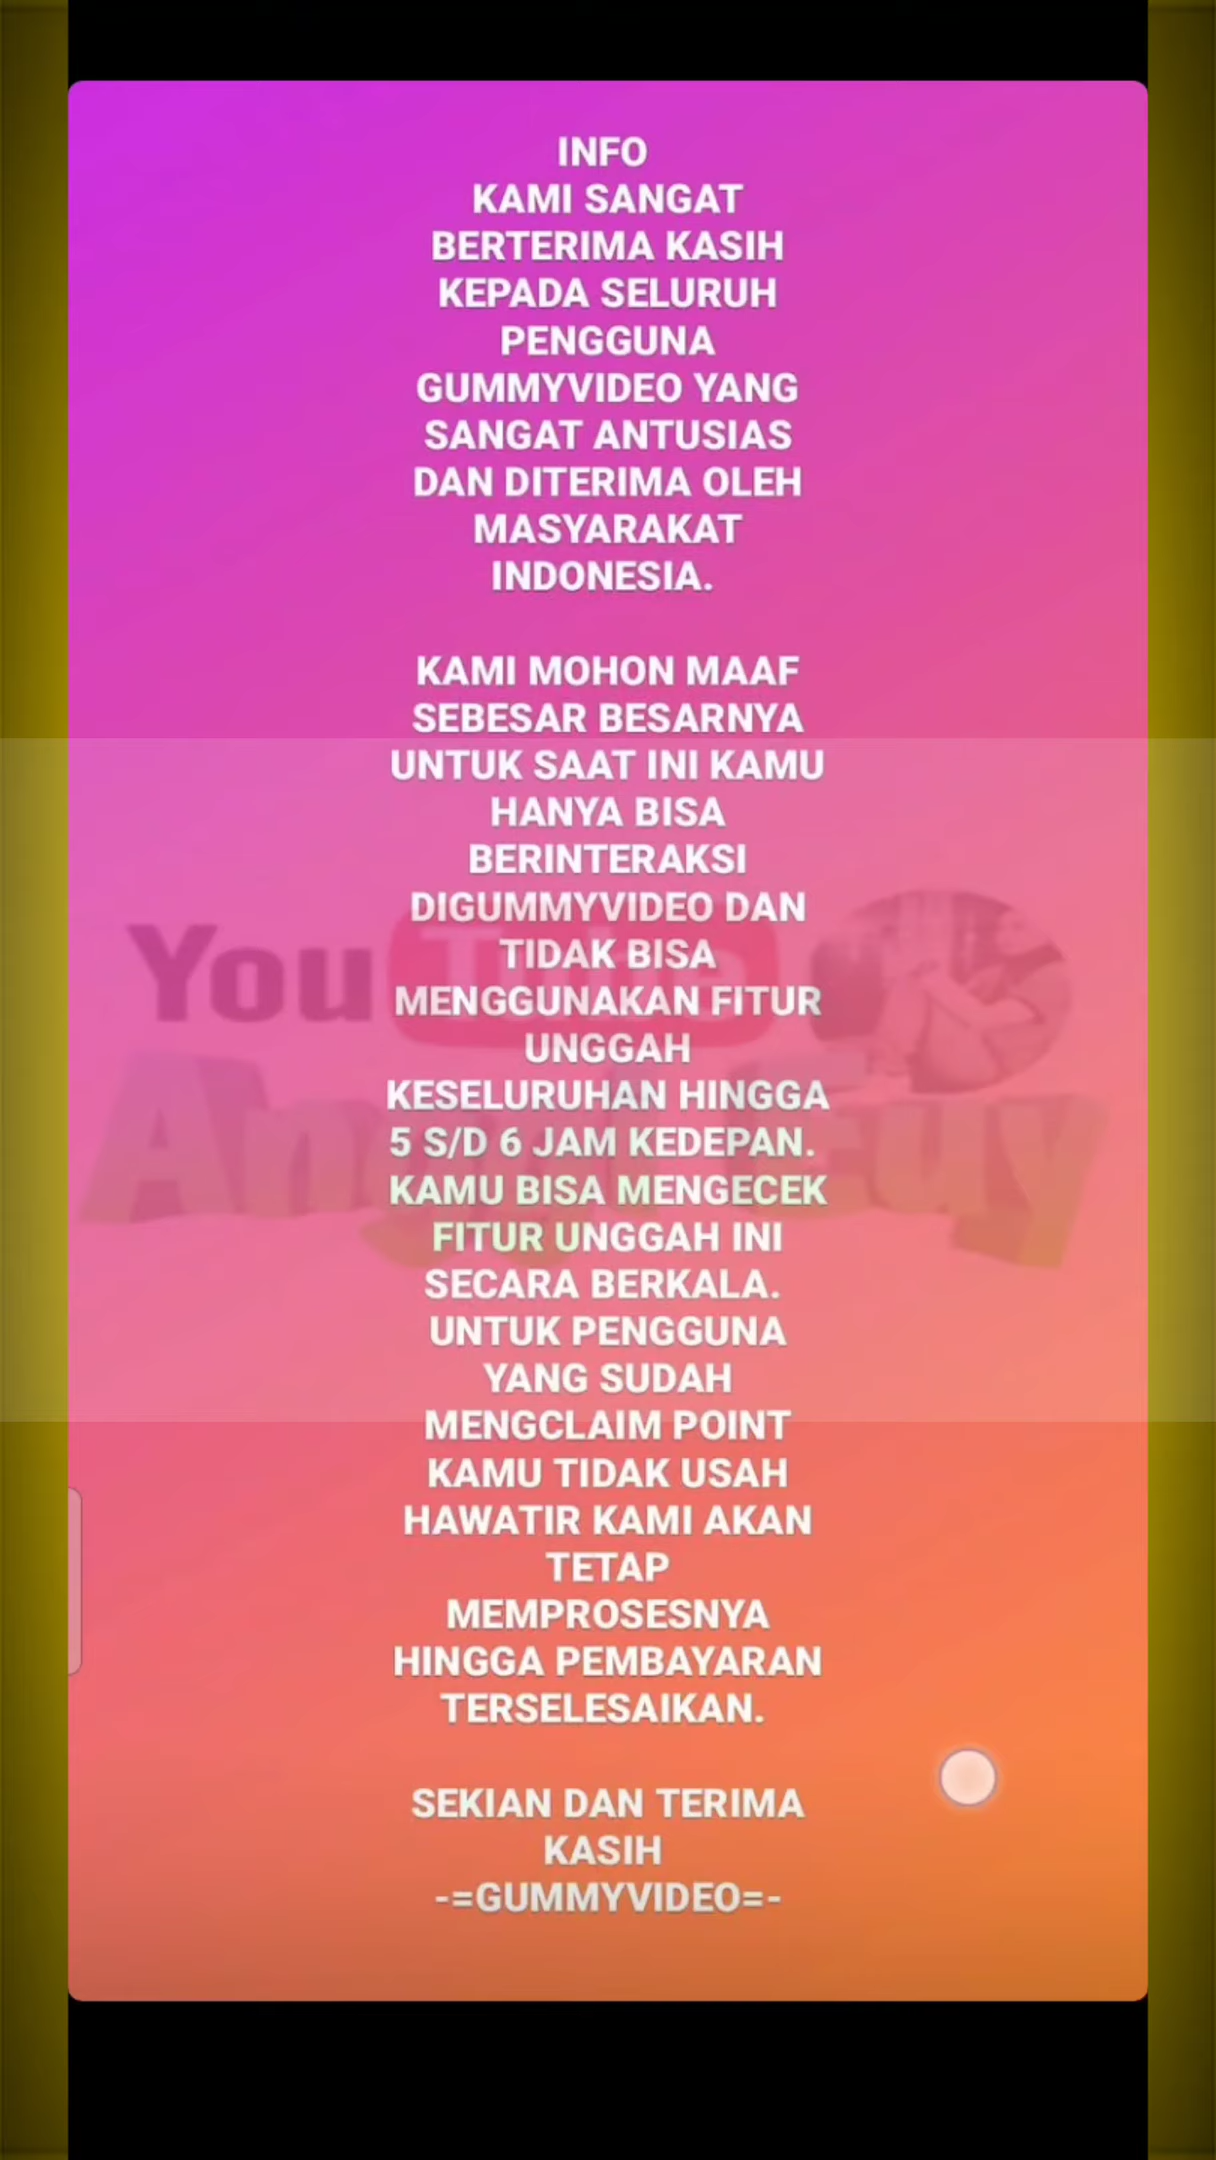 INFO
KAMI SANGAT
BERTERIMA KASIH
KEPADA SELURUH
PENGGUNA
GUMMYVIDEO YANG
SANGAT ANTUSIAS
DAN DITERIMA OLEH
MASYARAKAT
INDONESIA.
KAMI MOHON MAAF
SEBESAR BESARNYA
UNTUK SAAT INI KAMU
HANYA BISA
BERINTERAKSI
DIGUMMYVIDEO DAN
TIDAK BISA
MENGGUNAKAN FITUR
UNGGAH
KESELURUHAN HINGGA
5 S/D 6 JAM KEDEPAN.
KAMU BISA MENGECEK
FITUR UNGGAH INI
SECARA BERKALA.
UNTUK PENGGUNA
YANG SUDAH
MENGCLAIM POINT
KAMU TIDAK USAH
HAWATIR KAMI AKAN
TETAP
MEMPROSESNYA
HINGGA PEMBAYARAN
TERSELESAIKAN.
SEKIAN DAN TERIMA
KASIH
-=GUMMYVIDEO=-
YouTube